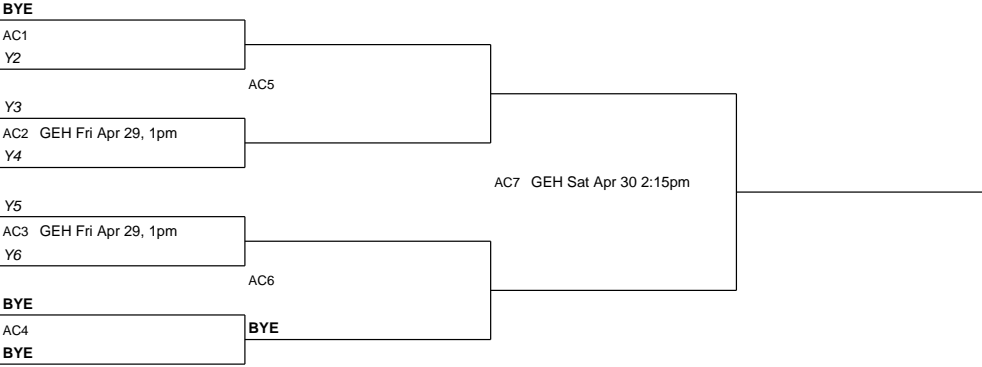 BYE
AC1
Y2
AC5
Y3
AC2 GEH Fri Apr 29, 1pm
Y4
AC7 GEH Sat Apr 30 2:15pm
Y5
AC3 GEH Fri Apr 29, 1pm
Y6
AC6
BYE
AC4
BYE
BYE